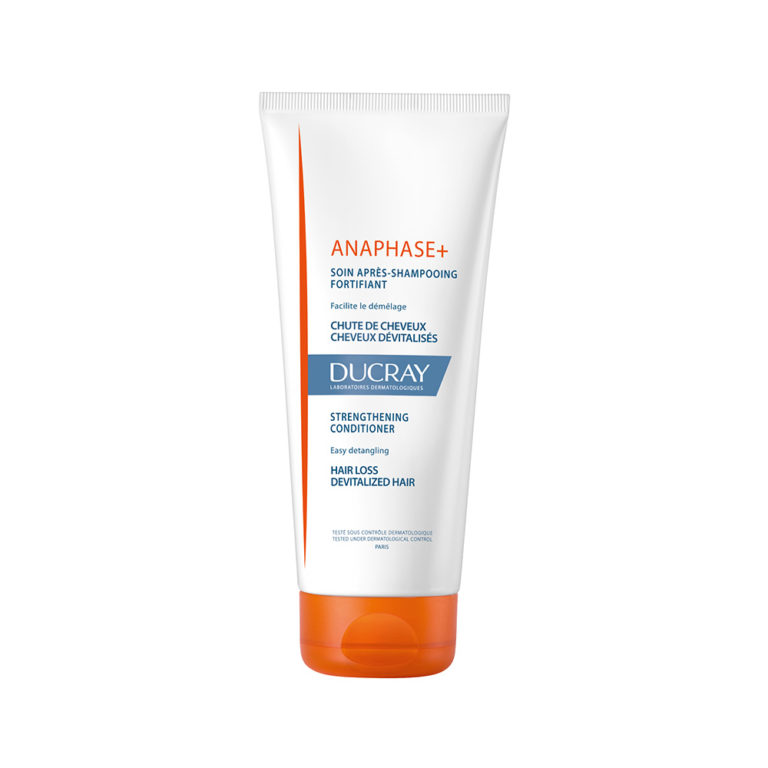 ANAPHASE+
SOIN APRÈS-SHAMPOOING
FORTIFIANT
Facilite le démêlage
CHUTE DE CHEVEUX
CHEVEUX DÉVITALISÉS
DUCRAY
LABORATOIRES DERMATOLOGIQUES
STRENGTHENING
CONDITIONER
Easy detangling
HAIR LOSS
DEVITALIZED HAIR
TESTÉ SOUS CONTRÔLE DERMATOLOGIQUE
TESTED UNDER DERMATOLOGICAL CONTROL
PARIS